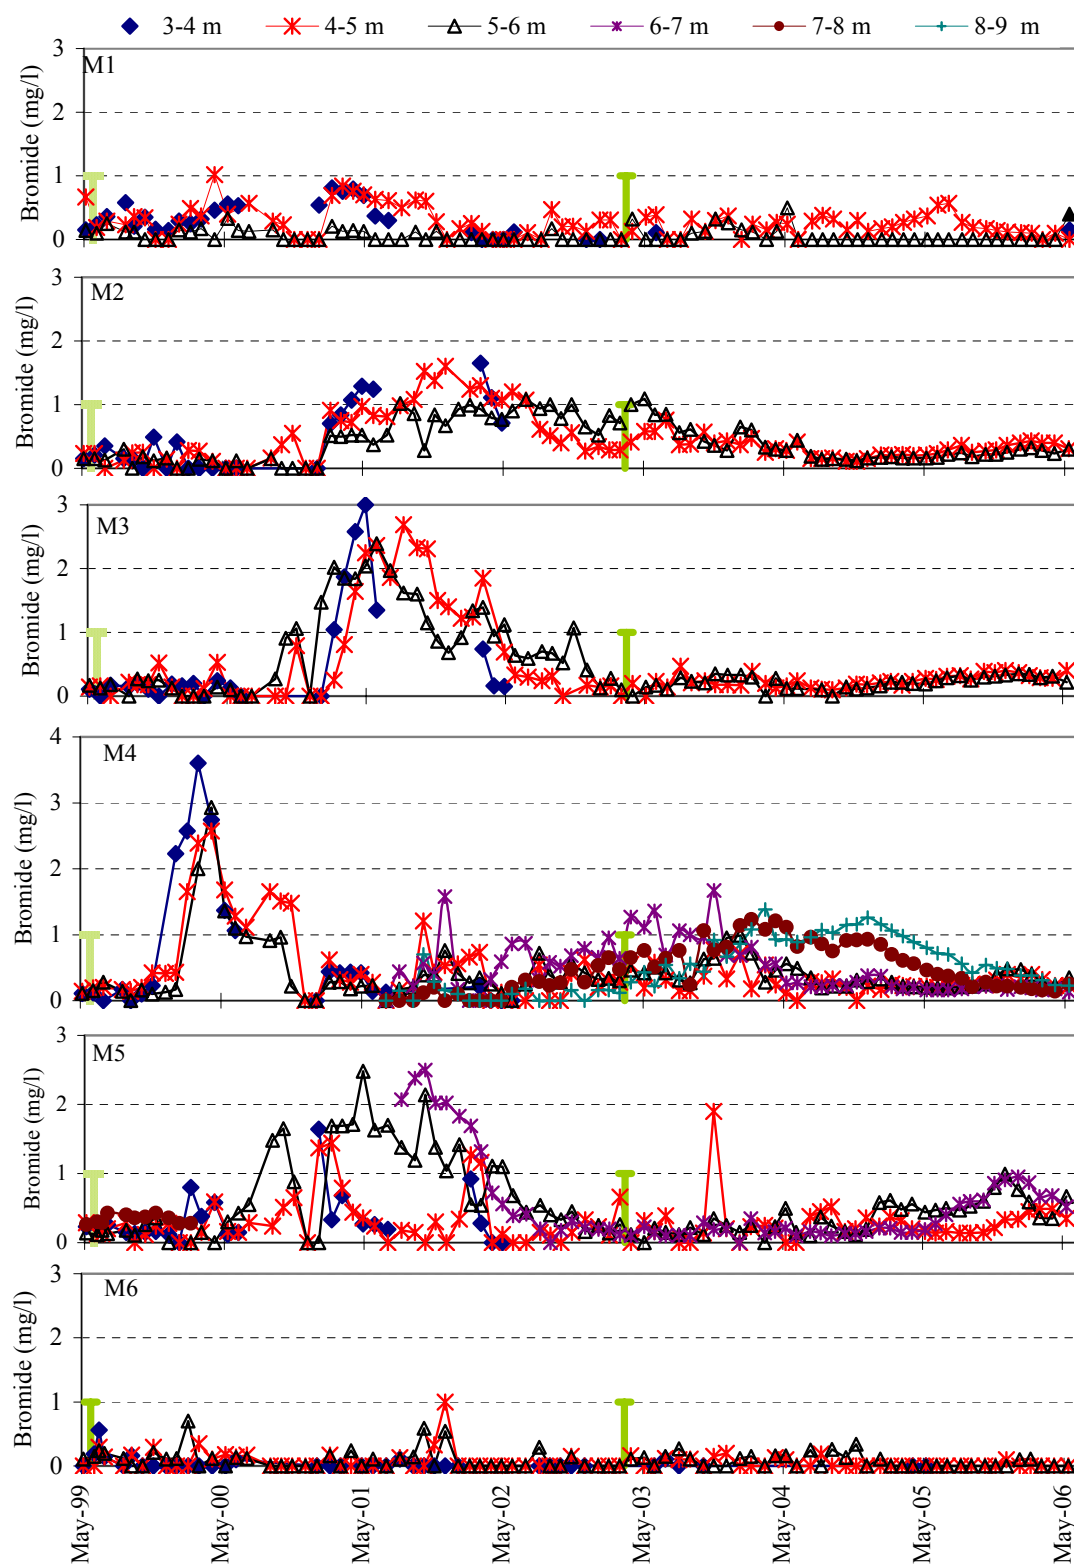 3-4 m 4-5 m 5-6 m 6-7 m 7-8 m 8-9 m
M1
Bromide (mg/l)
3
2
1
0
M2
Bromide (mg/l)
3
2
1
0
M3
Bromide (mg/l)
3
2
1
0
M4
Bromide (mg/l)
4
3
2
1
0
M5
Bromide (mg/l)
3
2
1
0
M6
Bromide (mg/l)
3
2
1
0
May-99 May-00 May-01 May-02 May-03 May-04 May-05 May-06